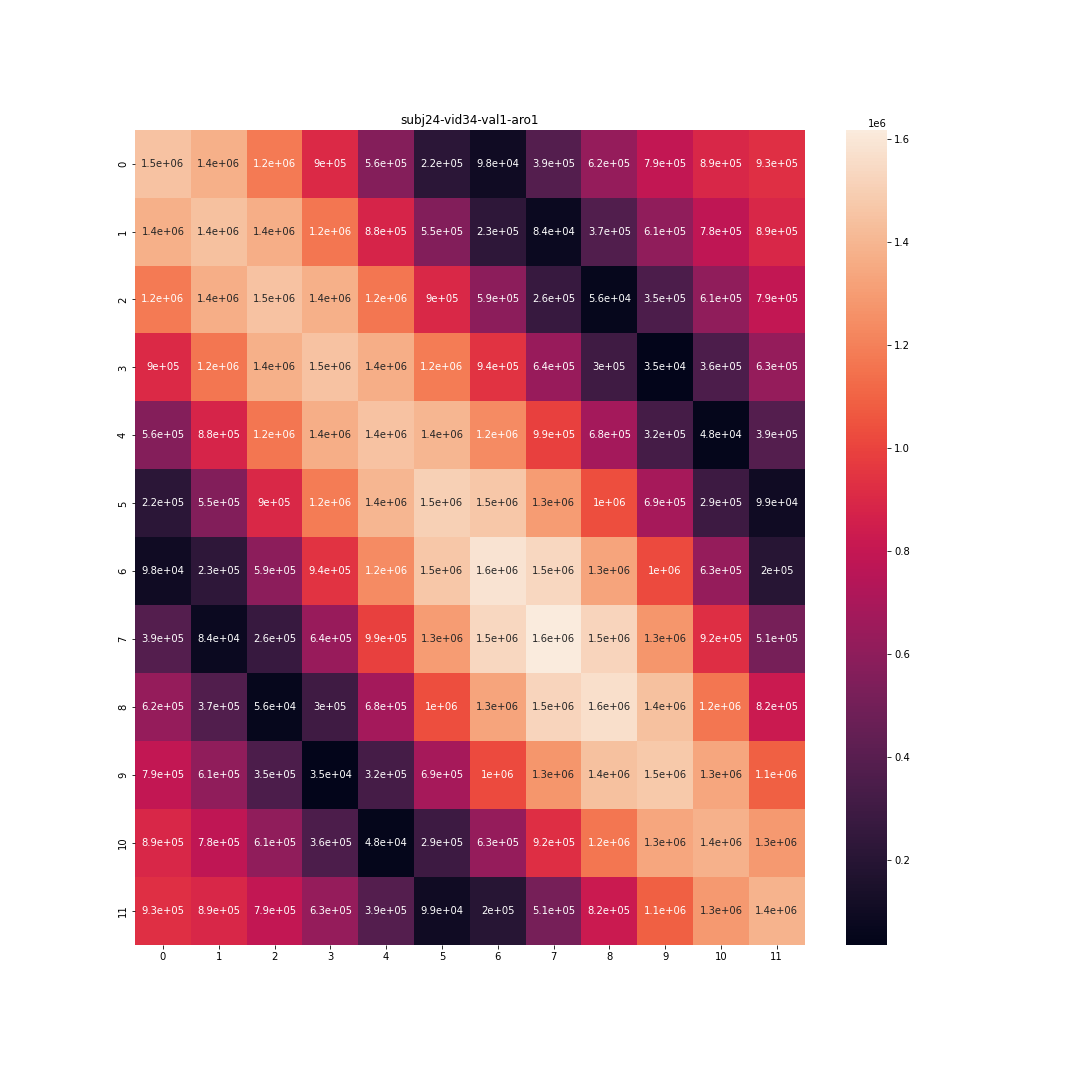 subj24-vid34-val1-aro1
1e6
0 1.5e+06 1.4e+06 1.2e+06 9e+05 5.6e+05 2.2e+05 9.8e+04 3.9e+05 6.2e+05 7.9e+05 8.9e+05 9.3e+05
1 1.4e+06 1.4e+06 1.4e+06 1.2e+06 8.8e+05 5.5e+05 2.3e+05 8.4e+04 3.7e+05 6.1e+05 7.8e+05 8.9e+05
2 1.2e+06 1.4e+06 1.5e+06 1.4e+06 1.2e+06 9e+05 5.9e+05 2.6e+05 5.6e+04 3.5e+05 6.1e+05 7.9e+05
3 9e+05 1.2e+06 1.4e+06 1.5e+06 1.4e+06 1.2e+06 9.4e+05 6.4e+05 3e+05 3.5e+04 3.6e+05 6.3e+05
4 5.6e+05 8.8e+05 1.2e+06 1.4e+06 1.4e+06 1.4e+06 1.2e+06 9.9e+05 6.8e+05 3.2e+05 4.8e+04 3.9e+05
5 2.2e+05 5.5e+05 9e+05 1.2e+06 1.4e+06 1.5e+06 1.5e+06 1.3e+06 1e+06 6.9e+05 2.9e+05 9.9e+04
6 9.8e+04 2.3e+05 5.9e+05 9.4e+05 1.2e+06 1.5e+06 1.6e+06 1.5e+06 1.3e+06 1e+06 6.3e+05 2e+05
7 3.9e+05 8.4e+04 2.6e+05 6.4e+05 9.9e+05 1.3e+06 1.5e+06 1.6e+06 1.5e+06 1.3e+06 9.2e+05 5.1e+05
8 6.2e+05 3.7e+05 5.6e+04 3e+05 6.8e+05 1e+06 1.3e+06 1.5e+06 1.6e+06 1.4e+06 1.2e+06 8.2e+05
9 7.9e+05 6.1e+05 3.5e+05 3.5e+04 3.2e+05 6.9e+05 1e+06 1.3e+06 1.4e+06 1.5e+06 1.3e+06 1.1e+06
10 8.9e+05 7.8e+05 6.1e+05 3.6e+05 4.8e+04 2.9e+05 6.3e+05 9.2e+05 1.2e+06 1.3e+06 1.4e+06 1.3e+06
11 9.3e+05 8.9e+05 7.9e+05 6.3e+05 3.9e+05 9.9e+04 2e+05 5.1e+05 8.2e+05 1.1e+06 1.3e+06 1.4e+06
0 1 2 3 4 5 6 7 8 9 10 11
1.6
1.4
1.2
1.0
0.8
0.6
0.4
0.2